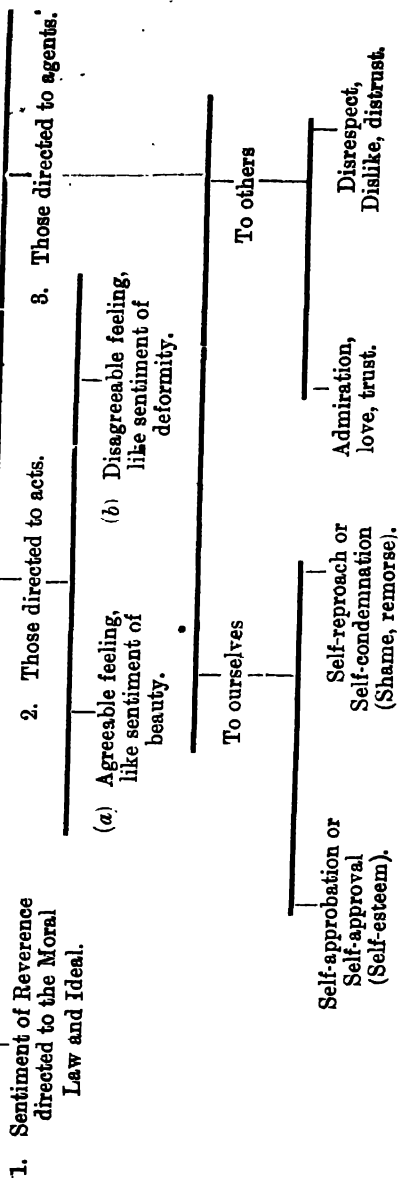 1. Sentiment of Reverence
directed to the Moral
Law and Ideal.
2. Those directed to acts.
3. Those directed to agents.
(a) Agreeable feeling,
like sentiment of
beauty.
(b) Disagreeable feeling,
like sentiment of
deformity.
To ourselves
To others
Self-approbation or
Self-approval
(Self-esteem).
Self-reproach or
Self-condemnation
(Shame, remorse).
Admiration,
love, trust.
Disrespect,
Dislike, distrust.